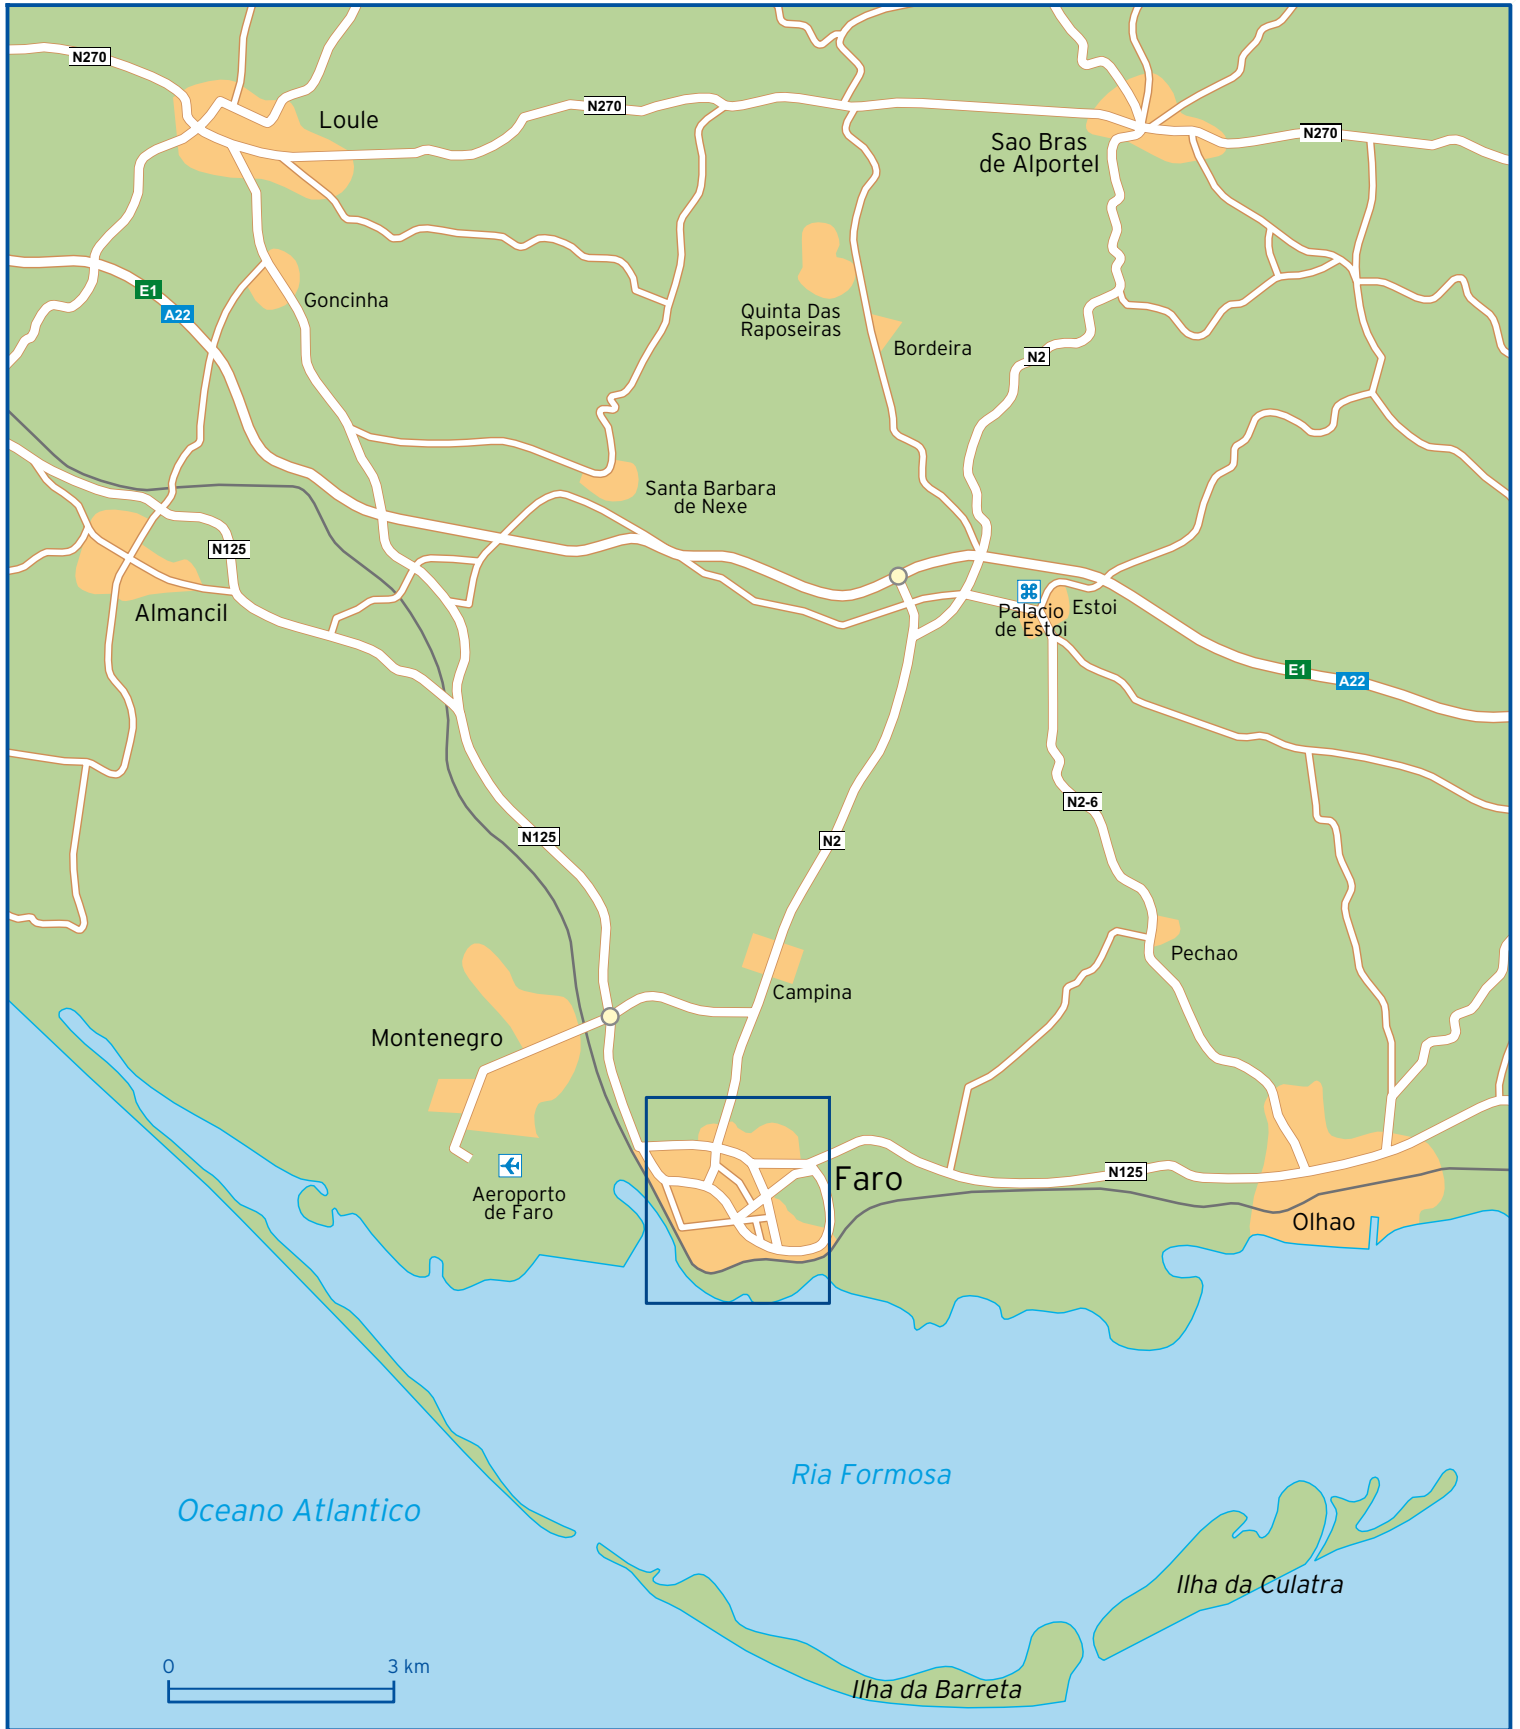 N270
Loule
N270
Sao Bras
de Alportel
N270
E1
A22
Goncinha
Quinta Das
Raposeiras
Bordeira
N2
Santa Barbara
de Nexe
N125
Almancil
Palacio
de Estoi
Estoi
E1
A22
N2-6
N125
N2
Pechao
Campina
Montenegro
Aeroporto
de Faro
Faro
N125
Olhao
Ria Formosa
Oceano Atlantico
Ilha da Culatra
Ilha da Barreta
0 3 km